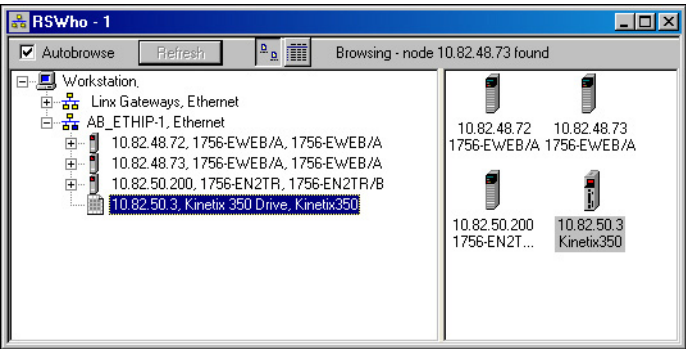 RSWho - 1
Autobrowse
Refresh
Browsing - node 10.82.48.73 found
Workstation,
Linx Gateways, Ethernet
AB_ETHIP-1, Ethernet
10.82.48.72, 1756-EWEB/A, 1756-EWEB/A
10.82.48.73, 1756-EWEB/A, 1756-EWEB/A
10.82.50.200, 1756-EN2TR, 1756-EN2TR/B
10.82.50.3, Kinetix 350 Drive, Kinetix350
10.82.48.72 10.82.48.73
1756-EWEB/A 1756-EWEB/A
10.82.50.200 10.82.50.3
1756-EN2T... Kinetix350